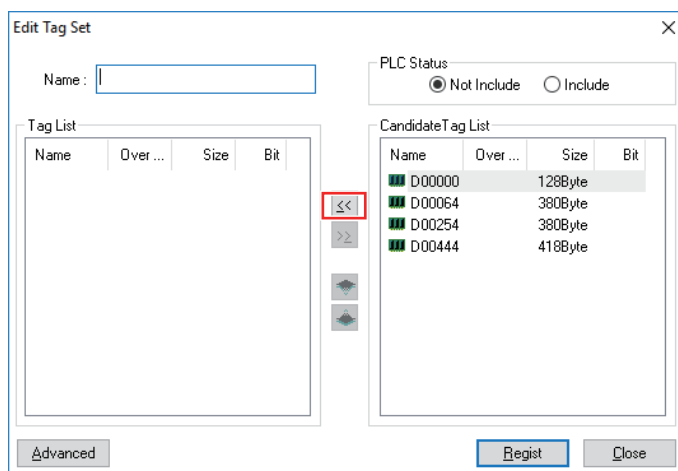 Edit Tag Set
Name :
PLC Status
Not Include Include
Tag List
Name Over ... Size Bit
<<
>>
CandidateTag List
Name Over ... Size Bit
D00000 128Byte
D00064 380Byte
D00254 380Byte
D00444 418Byte
Advanced Regist Close